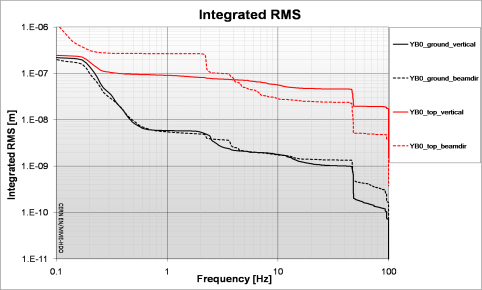 Integrated RMS
1.E-06
1.E-07
1.E-08
1.E-09
1.E-10
1.E-11
Integrated RMS [m]
0.1
1
10
100
Frequency [Hz]
YB0_ground_vertical
YB0_ground_beamdir
YB0_top_vertical
YB0_top_beamdir